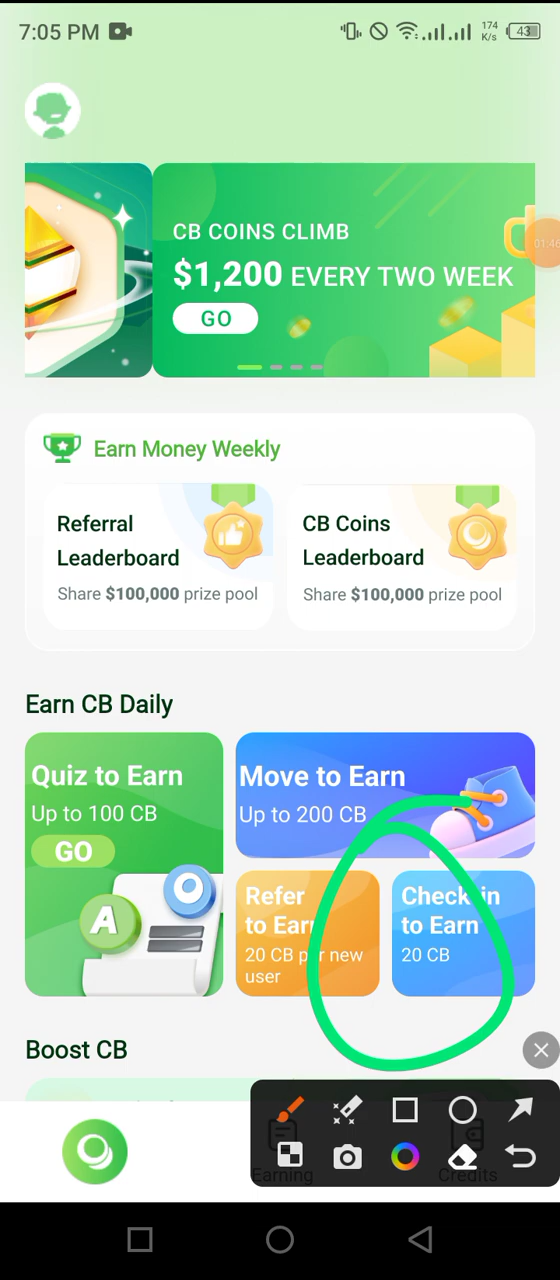 7:05 PM
174
K/s
43
CB COINS CLIMB
$1,200 EVERY TWO WEEK
GO
01:46
Earn Money Weekly
Referral
Leaderboard
Share $100,000 prize pool
CB Coins
Leaderboard
Share $100,000 prize pool
Earn CB Daily
Quiz to Earn
Up to 100 CB
GO
A
Move to Earn
Up to 200 CB
Refer
to Earn
20 CB per new
user
Check in
to Earn
20 CB
Boost CB
Earning
Credits